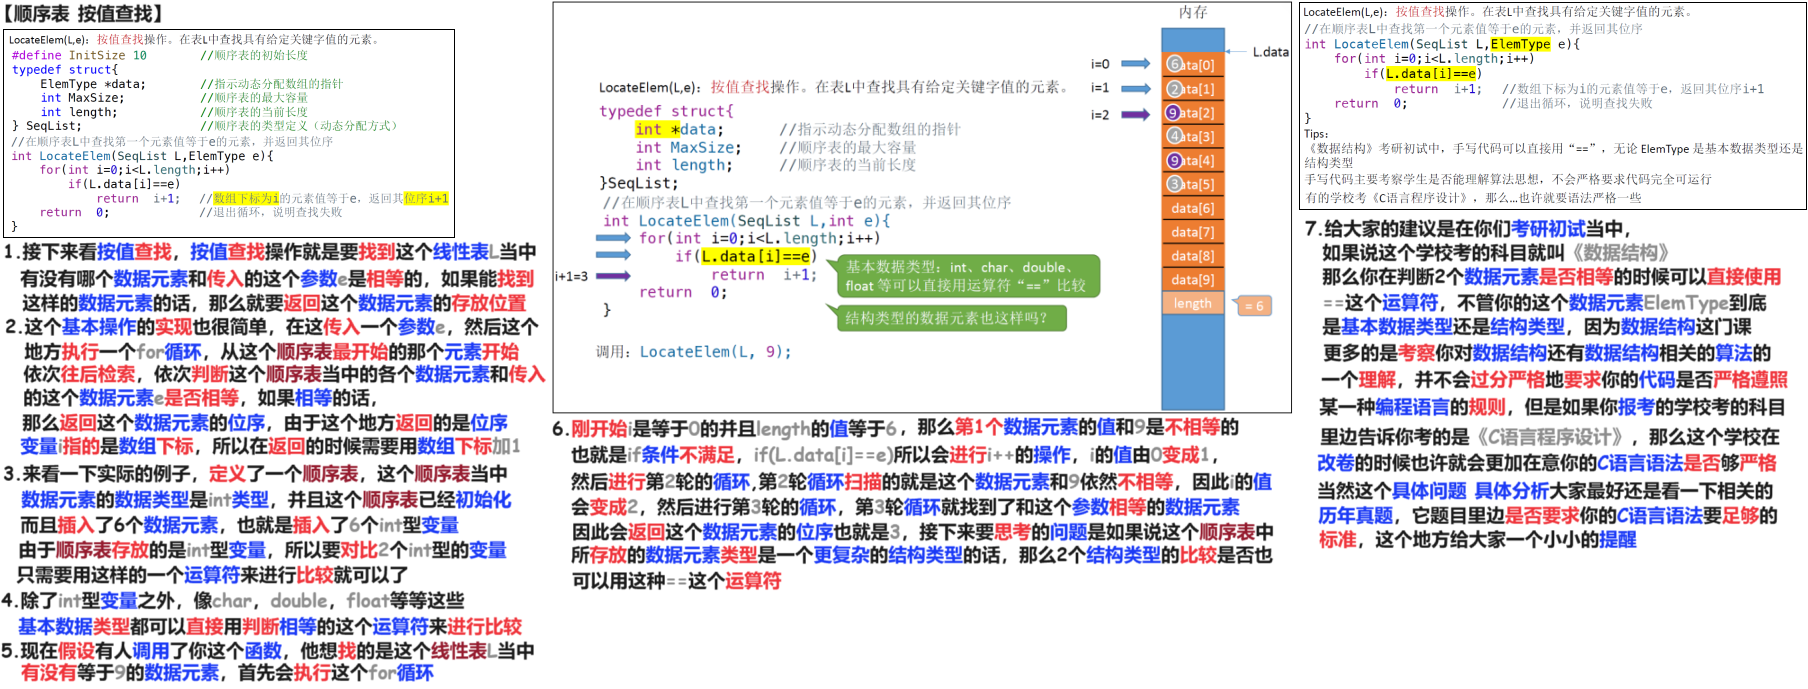 【顺序表 按值查找】
LocateElem(L,e): 按值查找操作。在表L中查找具有给定关键字值的元素。
#define InitSize 10 //顺序表的初始长度
typedef struct{
ElemType *data; //指示动态分配数组的指针
int MaxSize; //顺序表的最大容量
int length; //顺序表的当前长度
} SeqList; //顺序表的类型定义（动态分配方式）
//在顺序表L中查找第一个元素值等于e的元素，并返回其位序
int LocateElem(SeqList L,ElemType e){
for(int i=0;i<L.length;i++)
if(L.data[i]==e)
return i+1; //数组下标为i的元素值等于e，返回其位序i+1
return 0; //退出循环，说明查找失败
}
1.接下来看按值查找，按值查找操作就是要找到这个线性表L当中
有没有哪个数据元素和传入的这个参数e是相等的，如果能找到
这样的数据元素的话，那么就要返回这个数据元素的存放位置
2.这个基本操作的实现也很简单，在这传入一个参数e，然后这个
地方执行一个for循环，从这个顺序表最开始的那个元素开始
依次往后检索，依次判断这个顺序表当中的各个数据元素和传入
的这个数据元素e是否相等，如果相等的话，
那么返回这个数据元素的位序，由于这个地方返回的是位序
变量i指的是数组下标，所以在返回的时候需要用数组下标加1
3.来看一下实际的例子，定义了一个顺序表，这个顺序表当中
数据元素的数据类型是int类型，并且这个顺序表已经初始化
而且插入了6个数据元素，也就是插入了6个int型变量
由于顺序表存放的是int型变量，所以要对比2个int型的变量
只需要用这样的一个运算符来进行比较就可以了
4.除了int型变量之外，像char，double，float等等这些
基本数据类型都可以直接用判断相等的这个运算符来进行比较
5.现在假设有人调用了你这个函数，他想找的是这个线性表L当中
有没有等于9的数据元素，首先会执行这个for循环
内存
L.data
i=0
6
data[0]
i=1
2
data[1]
i=2
9
data[2]
4
data[3]
9
data[4]
3
data[5]
data[6]
data[7]
data[8]
data[9]
length
= 6
LocateElem(L,e): 按值查找操作。在表L中查找具有给定关键字值的元素。
typedef struct{
int *data; //指示动态分配数组的指针
int MaxSize; //顺序表的最大容量
int length; //顺序表的当前长度
}SeqList;
//在顺序表L中查找第一个元素值等于e的元素，并返回其位序
int LocateElem(SeqList L,int e){
for(int i=0;i<L.length;i++)
if(L.data[i]==e)
i+1=3
return i+1;
return 0;
}
基本数据类型：int、char、double、
float 等可以直接用运算符“==”比较
结构类型的数据元素也这样吗？
调用：LocateElem(L, 9);
6.刚开始i是等于0的并且length的值等于6，那么第1个数据元素的值和9是不相等的
也就是if条件不满足，if(L.data[i]==e)所以会进行i++的操作，i的值由0变成1，
然后进行第2轮的循环,第2轮循环扫描的就是这个数据元素和9依然不相等，因此i的值
会变成2，然后进行第3轮的循环，第3轮循环就找到了和这个参数相等的数据元素
因此会返回这个数据元素的位序也就是3，接下来要思考的问题是如果说这个顺序表中
所存放的数据元素类型是一个更复杂的结构类型的话，那么2个结构类型的比较是否也
可以用这种==这个运算符
LocateElem(L,e): 按值查找操作。在表L中查找具有给定关键字值的元素。
//在顺序表L中查找第一个元素值等于e的元素，并返回其位序
int LocateElem(SeqList L,ElemType e){
for(int i=0;i<L.length;i++)
if(L.data[i]==e)
return i+1; //数组下标为i的元素值等于e，返回其位序i+1
return 0; //退出循环，说明查找失败
}
Tips:
《数据结构》考研初试中，手写代码可以直接用“==”，无论 ElemType 是基本数据类型还是
结构类型
手写代码主要考察学生是否能理解算法思想，不会严格要求代码完全可运行
有的学校考《C语言程序设计》，那么…也许就要语法严格一些
7.给大家的建议是在你们考研初试当中，
如果说这个学校考的科目就叫《数据结构》
那么你在判断2个数据元素是否相等的时候可以直接使用
==这个运算符，不管你的这个数据元素ElemType到底
是基本数据类型还是结构类型，因为数据结构这门课
更多的是考察你对数据结构还有数据结构相关的算法的
一个理解，并不会过分严格地要求你的代码是否严格遵照
某一种编程语言的规则，但是如果你报考的学校考的科目
里边告诉你考的是《C语言程序设计》，那么这个学校在
改卷的时候也许就会更加在意你的C语言语法是否够严格
当然这个具体问题 具体分析大家最好还是看一下相关的
历年真题，它题目里边是否要求你的C语言语法要足够的
标准，这个地方给大家一个小小的提醒